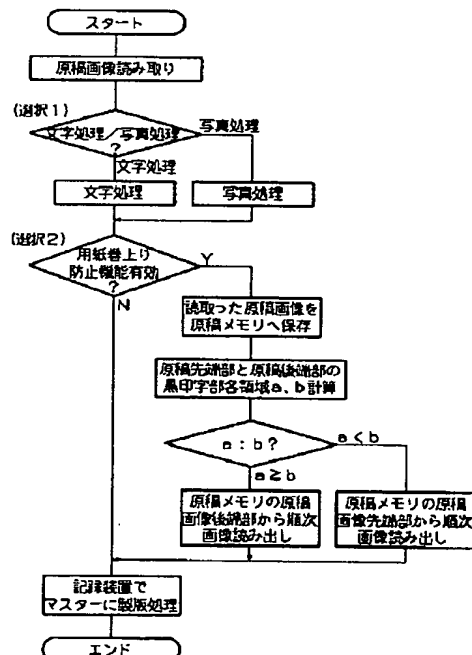 スタート
原稿画像読み取り
(選択1)
文字処理/写真処理
?
写真処理
文字処理
文字処理
写真処理
(選択2)
用紙巻上り
防止機能有効
?
Y
N
読取った原稿画像を
原稿メモリへ保存
原稿先端部と原稿後端部の
黒印字部各領域a、b計算
a:b?
a<b
a≧b
原稿メモリの原稿
画像後端部から順次
画像読み出し
原稿メモリの原稿
画像先端部から順次
画像読み出し
記録装置で
マスターに製版処理
エンド